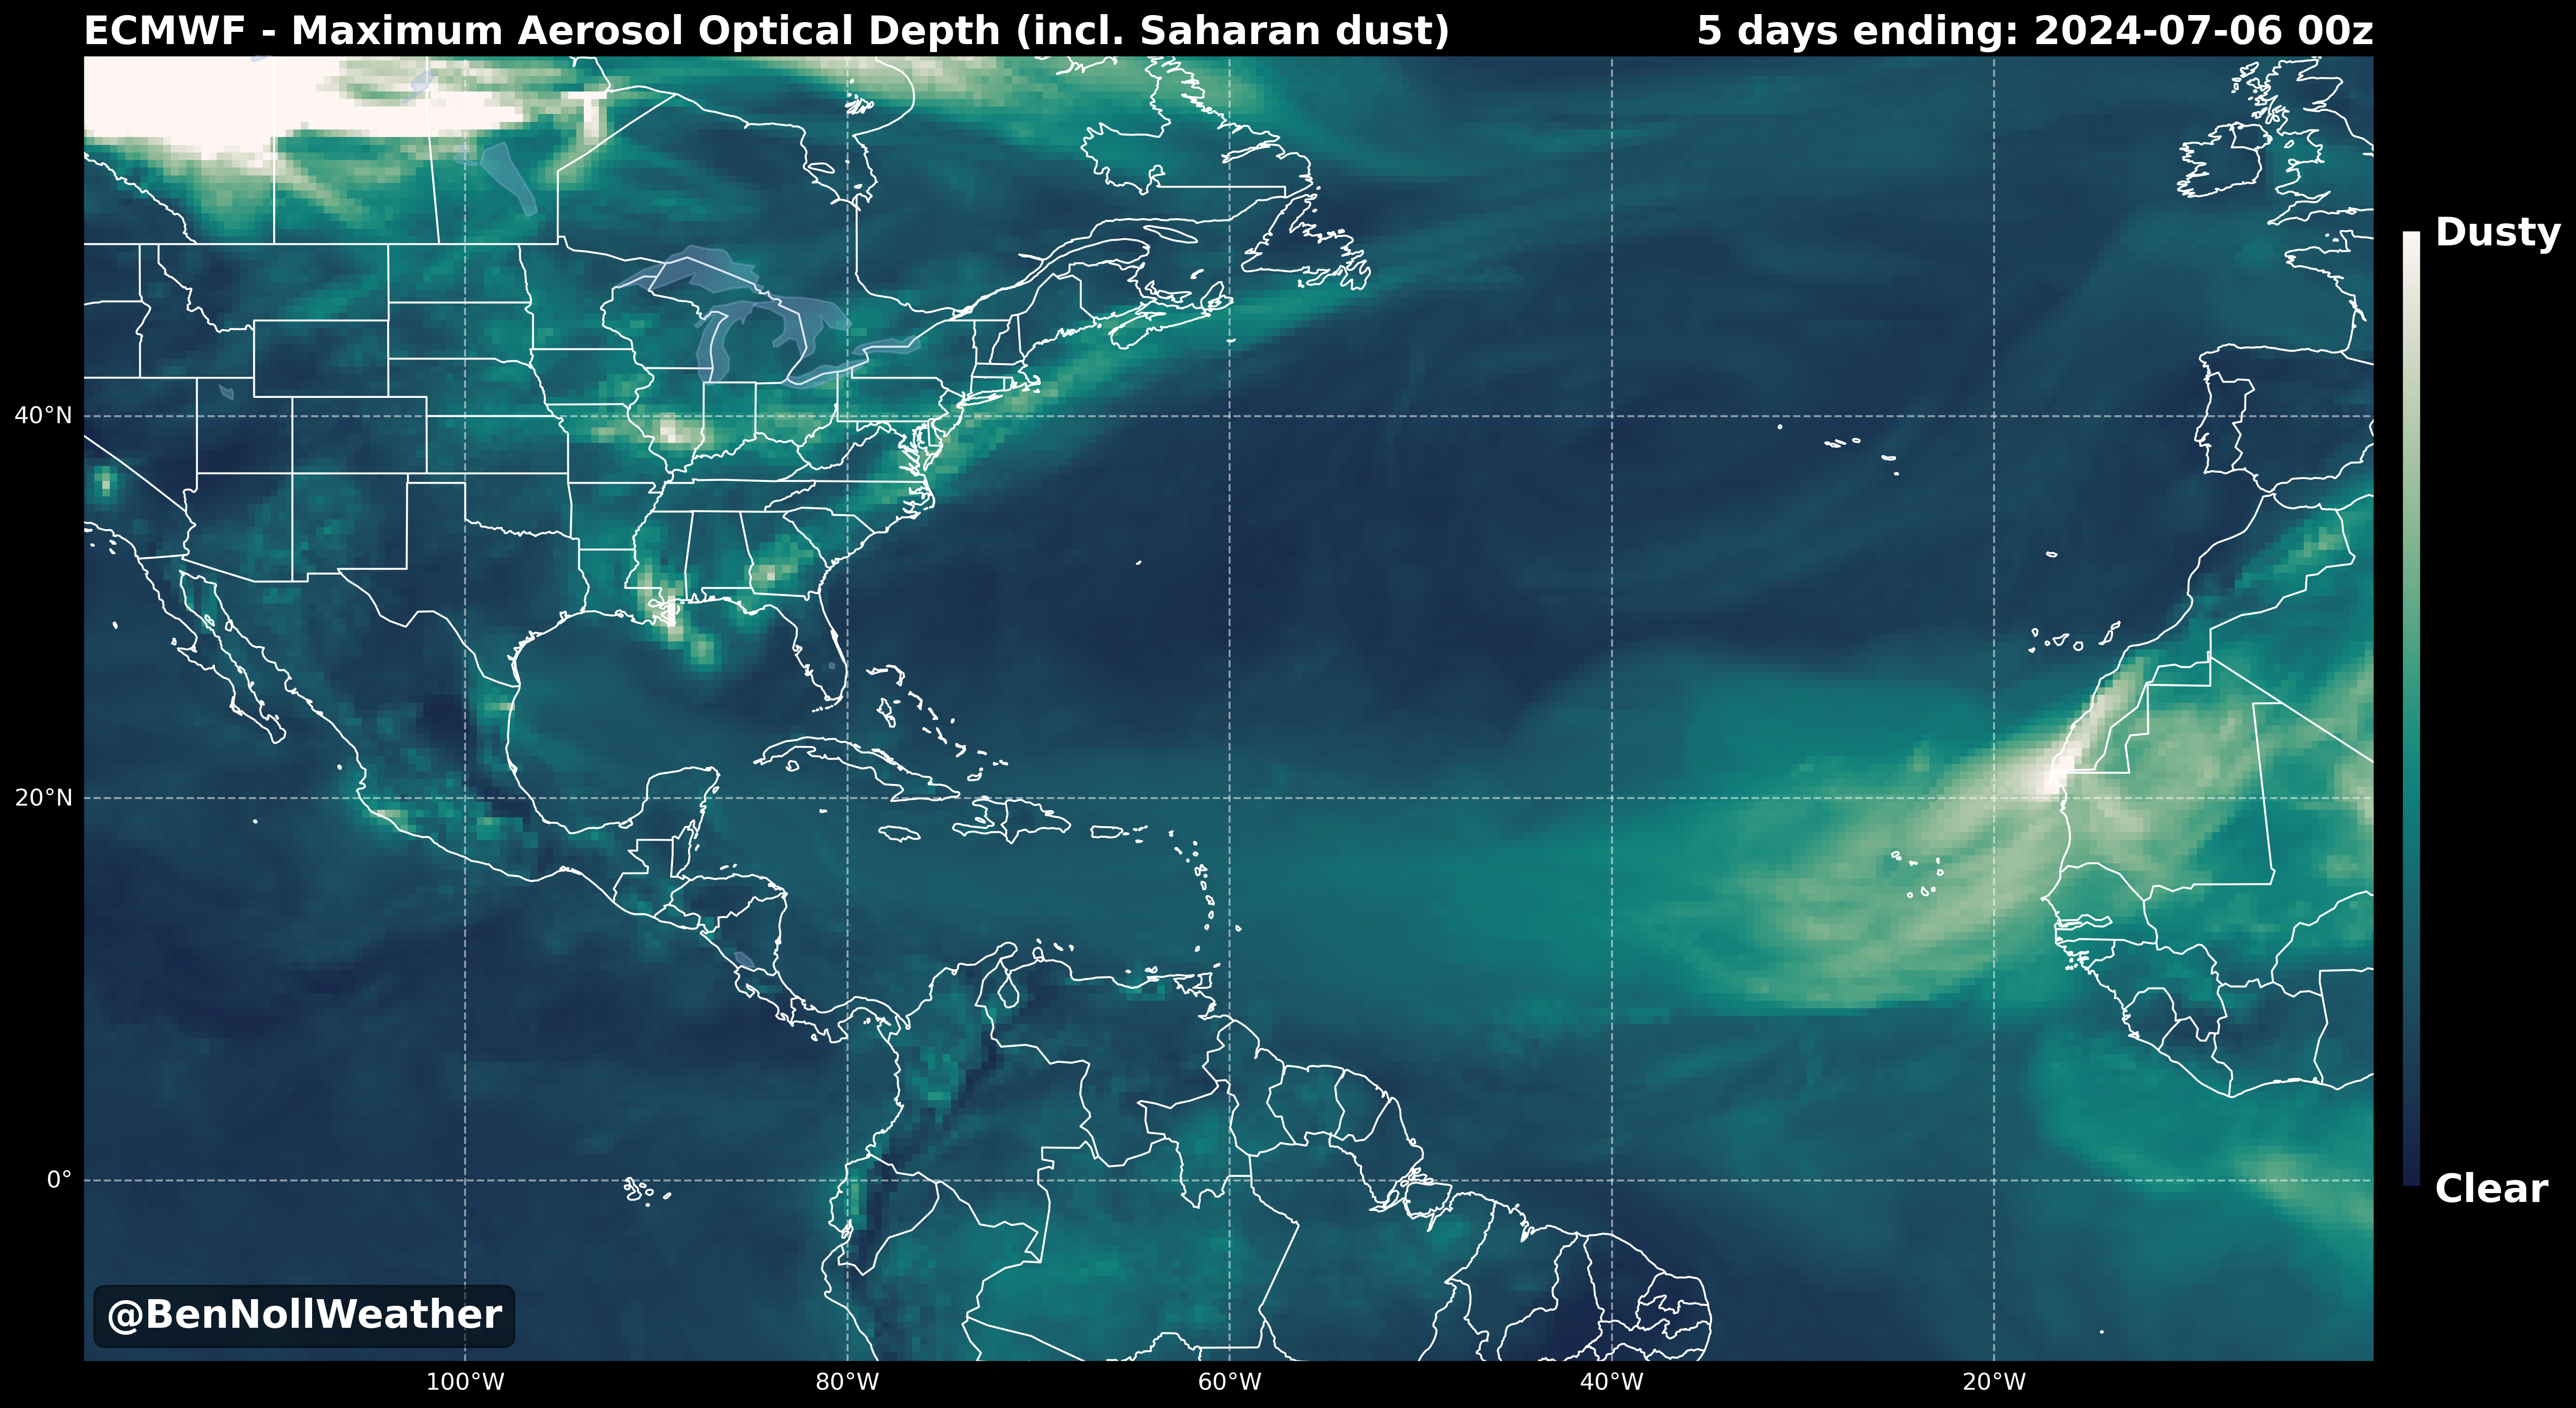 ECMWF - Maximum Aerosol Optical Depth (incl. Saharan dust)
5 days ending: 2024-07-06 00z
Dusty
40°N
20°N
0°
Clear
@BenNollWeather
100°W
80°W
60°W
40°W
20°W